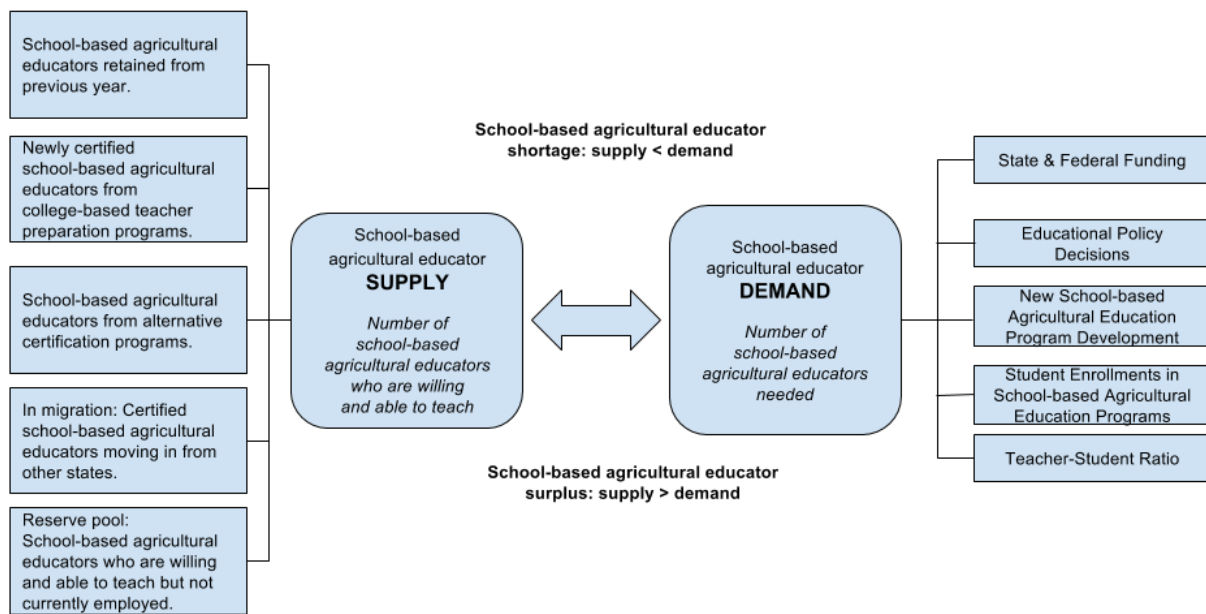 School-based agricultural
educators retained from
previous year.
Newly certified
school-based agricultural
educators from
college-based teacher
preparation programs.
School-based agricultural
educators from alternative
certification programs.
In migration: Certified
school-based agricultural
educators moving in from
other states.
Reserve pool:
School-based agricultural
educators who are willing
and able to teach but not
currently employed.
School-based
agricultural educator
SUPPLY
Number of
school-based
agricultural educators
who are willing
and able to teach
School-based agricultural educator
shortage: supply < demand
School-based agricultural educator
surplus: supply > demand
School-based
agricultural educator
DEMAND
Number of
school-based
agricultural educators
needed
State & Federal Funding
Educational Policy
Decisions
New School-based
Agricultural Education
Program Development
Student Enrollments in
School-based Agricultural
Education Programs
Teacher-Student Ratio